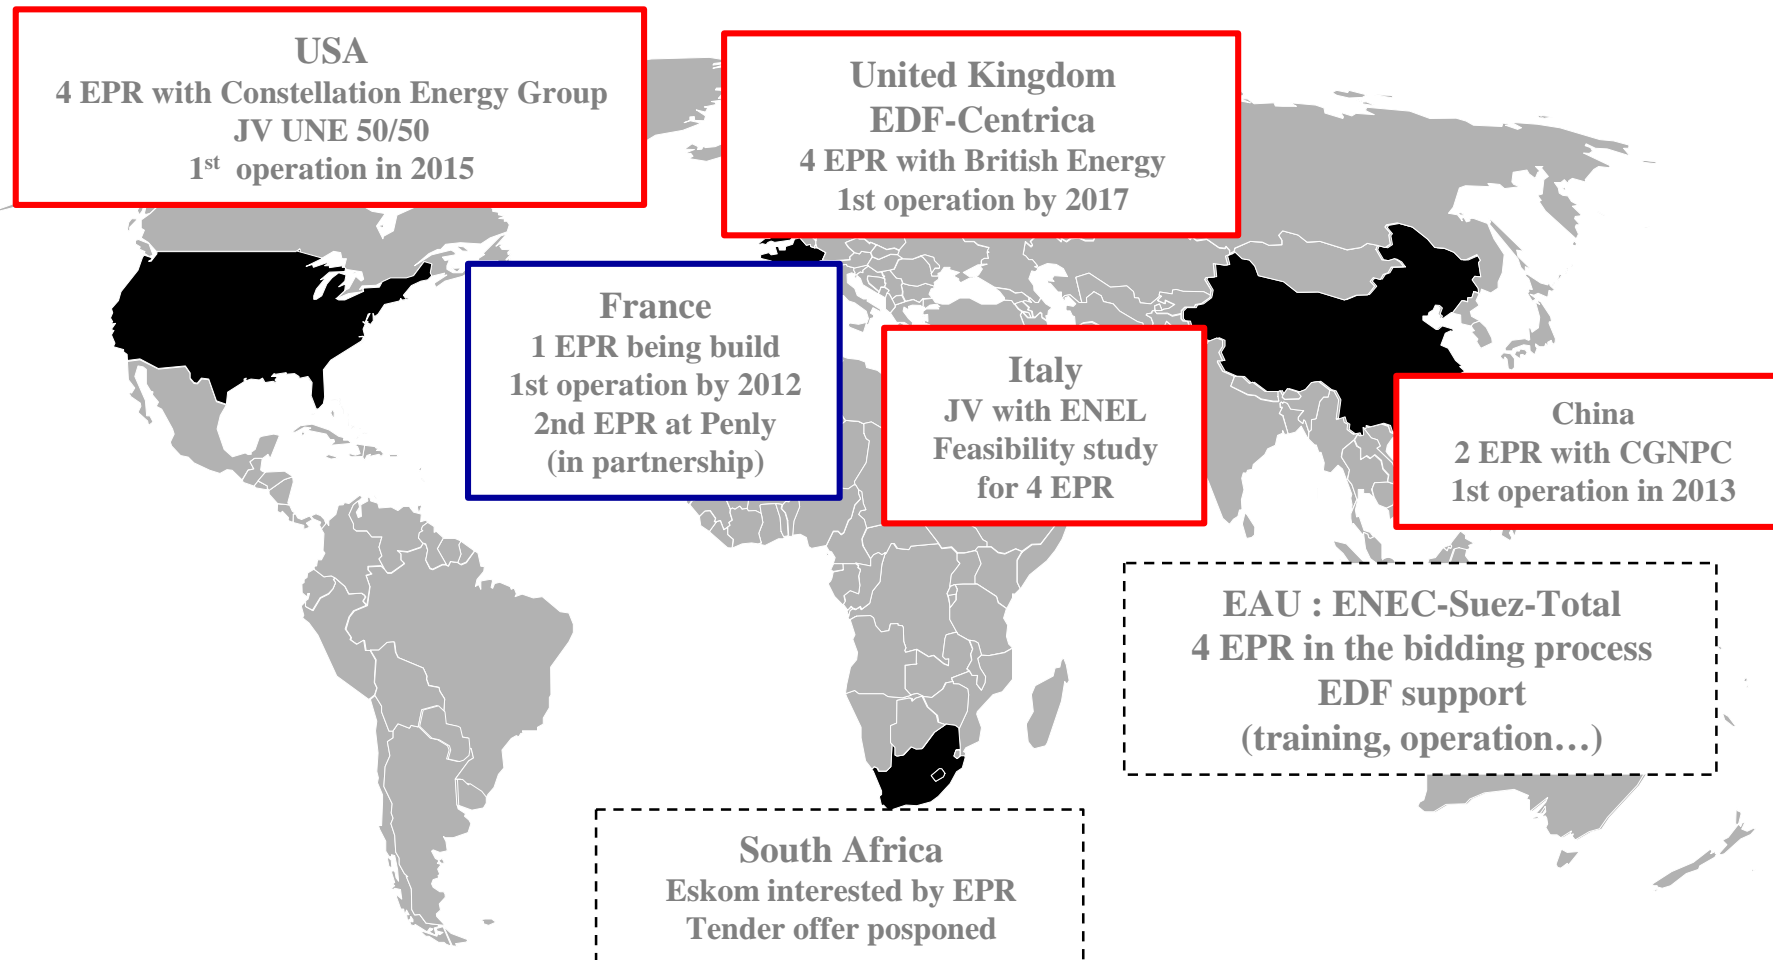 USA
4 EPR with Constellation Energy Group
JV UNE 50/50
1st operation in 2015
United Kingdom
EDF-Centrica
4 EPR with British Energy
1st operation by 2017
France
1 EPR being build
1st operation by 2012
2nd EPR at Penly
(in partnership)
Italy
JV with ENEL
Feasibility study
for 4 EPR
China
2 EPR with CGNPC
1st operation in 2013
EAU : ENEC-Suez-Total
4 EPR in the bidding process
EDF support
(training, operation…)
South Africa
Eskom interested by EPR
Tender offer posponed